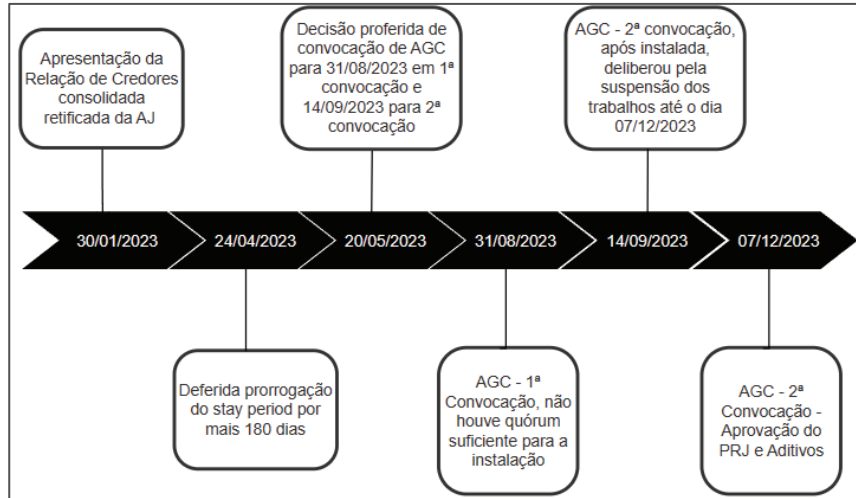 Apresentação da
Relação de Credores
consolidada
retificada da AJ
Decisão proferida de
convocação de AGC
para 31/08/2023 em 1ª
convocação e
14/09/2023 para 2ª
convocação
AGC - 2ª convocação,
após instalada,
deliberou pela
suspensão dos
trabalhos até o dia
07/12/2023
30/01/2023
24/04/2023
20/05/2023
31/08/2023
14/09/2023
07/12/2023
Deferida prorrogação
do stay period por
mais 180 dias
AGC - 1ª
Convocação, não
houve quórum
suficiente para a
instalação
AGC - 2ª
Convocação -
Aprovação do
PRJ e Aditivos